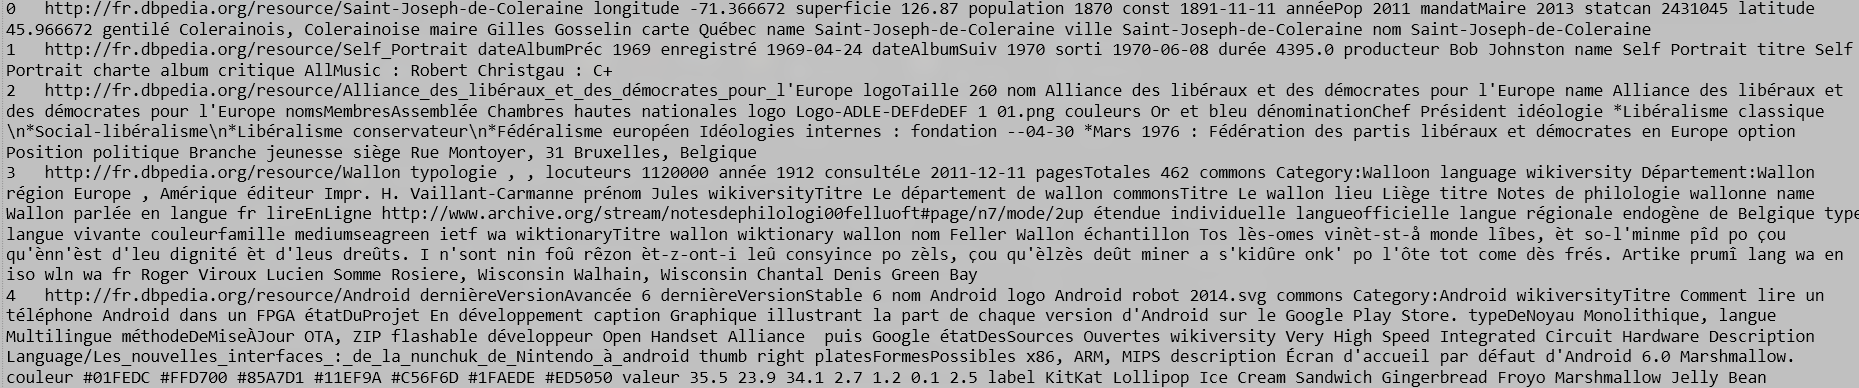 0   http://fr.dbpedia.org/resource/Saint-Joseph-de-Coleraine longitude -71.366672 superficie 126.87 population 1870 const 1891-11-11 annéePop 2011 mandatMaire 2013 statcan 2431045 latitude
45.966672 gentilé Colerainois, Colerainoise maire Gilles Gosselin carte Québec name Saint-Joseph-de-Coleraine ville Saint-Joseph-de-Coleraine nom Saint-Joseph-de-Coleraine
1   http://fr.dbpedia.org/resource/Self_Portrait dateAlbumPréc 1969 enregistré 1969-04-24 dateAlbumSuiv 1970 sorti 1970-06-08 durée 4395.0 producteur Bob Johnston name Self Portrait titre Self
Portrait charte album critique AllMusic : Robert Christgau : C+
2   http://fr.dbpedia.org/resource/Alliance_des_libéraux_et_des_démocrates_pour_l'Europe logoTaille 260 nom Alliance des libéraux et des démocrates pour l'Europe name Alliance des libéraux et
des démocrates pour l'Europe nomsMembresAssemblée Chambres hautes nationales logo Logo-ADLE-DEFdeDEF 1 01.png couleurs Or et bleu dénominationChef Président idéologie *Libéralisme classique
\n*Social-libéralisme\n*Libéralisme conservateur\n*Fédéralisme européen Idéologies internes : fondation --04-30 *Mars 1976 : Fédération des partis libéraux et démocrates en Europe option
Position politique Branche jeunesse siège Rue Montoyer, 31 Bruxelles, Belgique
3   http://fr.dbpedia.org/resource/Wallon typologie , , locuteurs 1120000 année 1912 consultéLe 2011-12-11 pagesTotales 462 commons Category:Walloon language wikiversity Département:Wallon
région Europe , Amérique éditeur Impr. H. Vaillant-Carmanne prénom Jules wikiversityTitre Le département de wallon commonsTitre Le wallon lieu Liège titre Notes de philologie wallonne name
Wallon parlée en langue fr lireEnLigne http://www.archive.org/stream/notesdephilologi00felluoft#page/n7/mode/2up étendue individuelle langueofficielle langue régionale endogène de Belgique type
langue vivante couleurfamille mediumseagreen ietf wa wiktionaryTitre wallon wiktionary wallon nom Feller Wallon échantillon Tos lès-omes vinèt-st-å monde lîbes, èt so-l'minme pîd po çou
qu'ènn'èst d'leu dignité èt d'leus dreûts. I n'sont nin foû rêzon èt-z-ont-i leû consyince po zèls, çou qu'èlzès deût miner a s'kidûre onk' po l'ôte tot come dès frés. Artike prumî lang wa en
iso wln wa fr Roger Viroux Lucien Somme Rosiere, Wisconsin Walhain, Wisconsin Chantal Denis Green Bay
4   http://fr.dbpedia.org/resource/Android dernièreVersionAvancée 6 dernièreVersionStable 6 nom Android logo Android robot 2014.svg commons Category:Android wikiversityTitre Comment lire un
téléphone Android dans un FPGA étatDuProjet En développement caption Graphique illustrant la part de chaque version d'Android sur le Google Play Store. typeDeNoyau Monolithique, langue
Multilingue méthodeDeMiseÀJour OTA, ZIP flashable développeur Open Handset Alliance  puis Google étatDesSources Ouvertes wikiversity Very High Speed Integrated Circuit Hardware Description
Language/Les_nouvelles_interfaces_:_de_la_nunchuk_de_Nintendo_à_android thumb right platesFormesPossibles x86, ARM, MIPS description Écran d'accueil par défaut d'Android 6.0 Marshmallow.
couleur #01FEDC #FFD700 #85A7D1 #11EF9A #C56F6D #1FAEDE #ED5050 valeur 35.5 23.9 34.1 2.7 1.2 0.1 2.5 label KitKat Lollipop Ice Cream Sandwich Gingerbread Froyo Marshmallow Jelly Bean